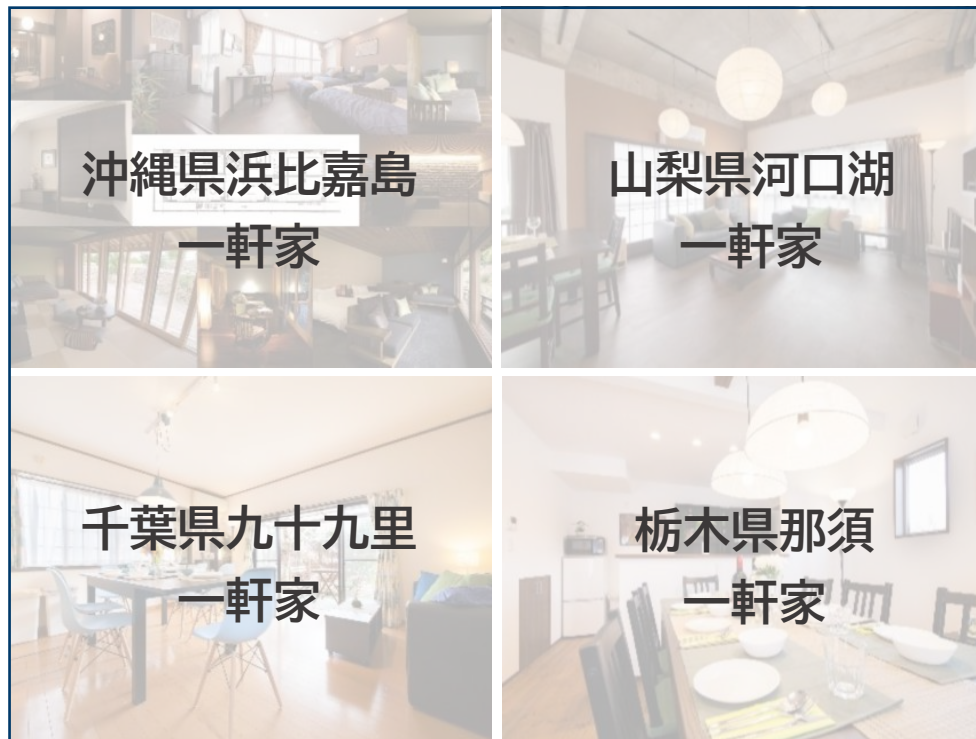 沖縄県浜比嘉島
一軒家
山梨県河口湖
一軒家
千葉県九十九里
一軒家
栃木県那須
一軒家